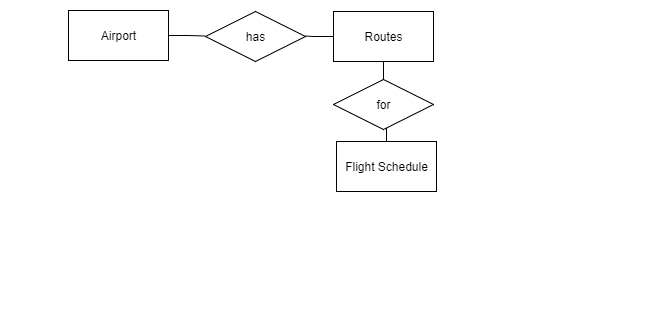 Airport
has
Routes
for
Flight Schedule